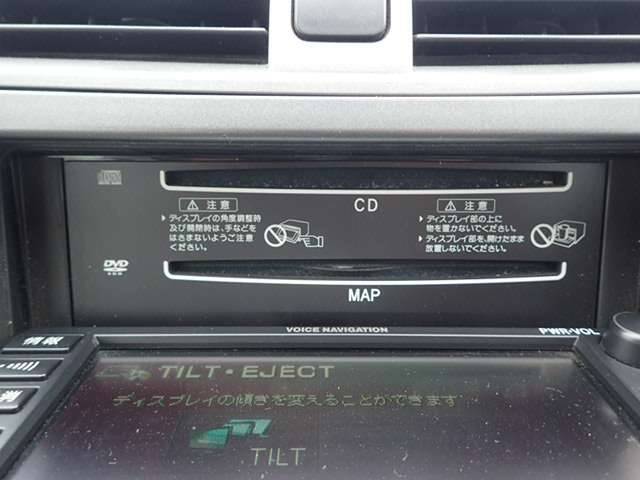 CD
⚠ 注意
▶ ディスプレイの角度調整時
及び開閉時は、手などを
はさまないようご注意
ください。
⚠ 注意
▶ ディスプレイ部の上に
物を置かないでください。
▶ ディスプレイ部を、開けたまま
放置しないでください。
DVD
ROM
MAP
VOICE NAVIGATION
PWR·VOL
情報
TILT・EJECT
ディスプレイの傾きを変えることができます
TILT